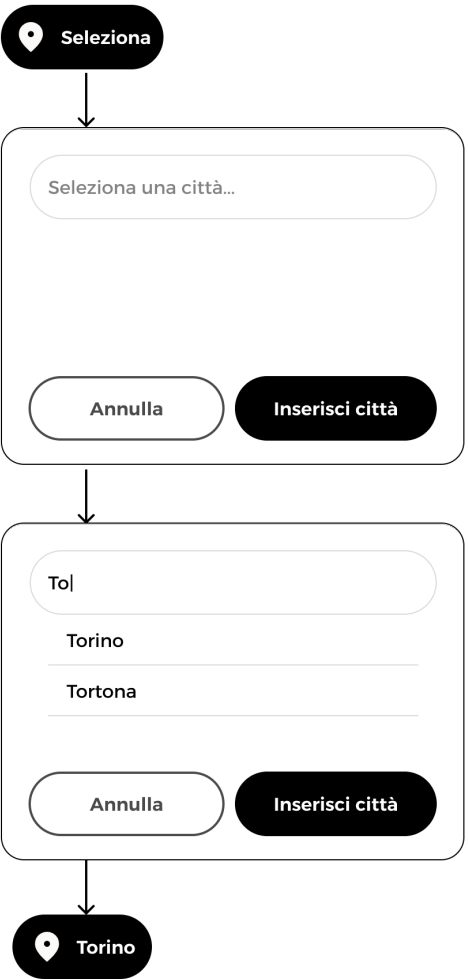 Seleziona
Seleziona una città...
Annulla
Inserisci città
To
Torino
Tortona
Annulla
Inserisci città
Torino